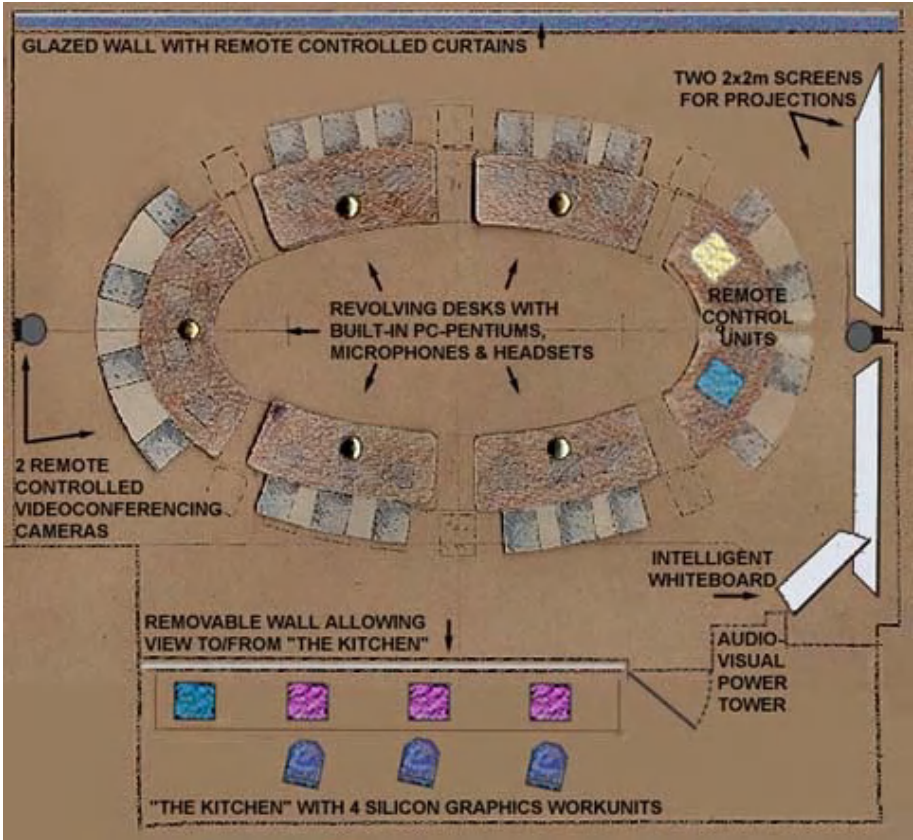 GLAZED WALL WITH REMOTE CONTROLLED CURTAINS
TWO 2x2m SCREENS
FOR PROJECTIONS
REMOTE
CONTROL
UNITS
REVOLVING DESKS WITH
BUILT-IN PC-PENTIUMS,
MICROPHONES & HEADSETS
2 REMOTE
CONTROLLED
VIDEOCONFERENCING
CAMERAS
INTELLIGENT
WHITEBOARD
REMOVABLE WALL ALLOWING
VIEW TO/FROM "THE KITCHEN"
AUDIO-
VISUAL
POWER
TOWER
"THE KITCHEN" WITH 4 SILICON GRAPHICS WORKUNITS